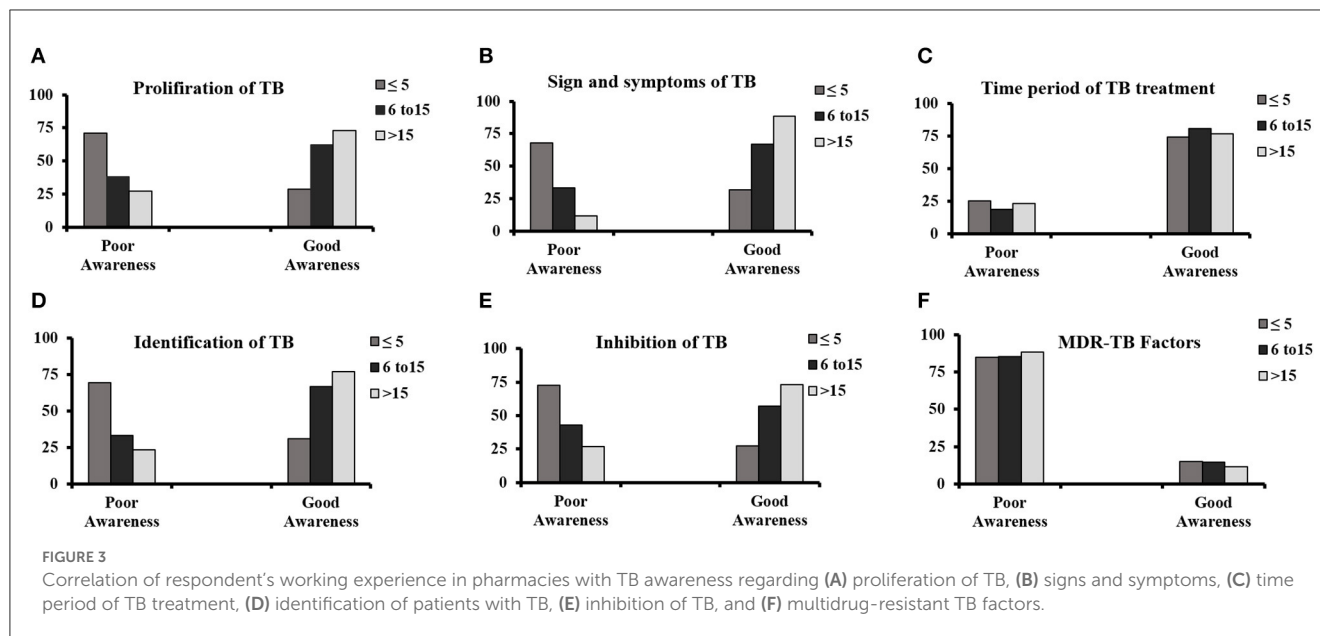 A
Prolifiration of TB
≤ 5
6 to15
>15
100
75
50
25
0
Poor
Awareness
Good
Awareness
B
Sign and symptoms of TB
≤ 5
6 to15
>15
100
75
50
25
0
Poor
Awareness
Good
Awareness
C
Time period of TB treatment
≤ 5
6 to15
>15
100
75
50
25
0
Poor
Awareness
Good
Awareness
D
Identification of TB
≤ 5
6 to15
>15
100
75
50
25
0
Poor
Awareness
Good
Awareness
E
Inhibition of TB
≤ 5
6 to15
>15
100
75
50
25
0
Poor
Awareness
Good
Awareness
F
MDR-TB Factors
≤ 5
6 to15
>15
100
75
50
25
0
Poor
Awareness
Good
Awareness
FIGURE 3
Correlation of respondent's working experience in pharmacies with TB awareness regarding (A) proliferation of TB, (B) signs and symptoms, (C) time
period of TB treatment, (D) identification of patients with TB, (E) inhibition of TB, and (F) multidrug-resistant TB factors.